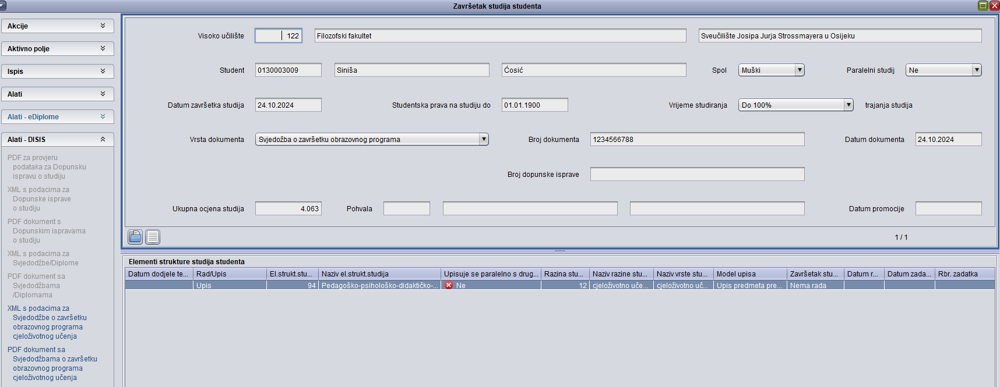 Završetak studija studenta
Akcije
Aktivno polje
Ispis
Alati
Alati - eDiplome
Alati - DISIS
PDF za provjeru
podataka za Dopunsku
ispravu o studiju
XML s podacima za
Dopunske isprave
o studiju
PDF dokument s
Dopunskim ispravama
o studiju
XML s podacima za
Svjedodžbe/Diplome
PDF dokument sa
Svjedodžbama
/Diplomama
XML s podacima za
Svjedodžbe o završetku
obrazovnog programa
cjeloživotnog učenja
PDF dokument sa
Svjedodžbama o završetku
obrazovnog programa
cjeloživotnog učenja
Visoko učilište 122 Filozofski fakultet Sveučilište Josipa Jurja Strossmayera u Osijeku
Student 0130003009 Siniša Ćosić Spol Muški Paralelni studij Ne
Datum završetka studija 24.10.2024 Studentska prava na studiju do 01.01.1900 Vrijeme studiranja Do 100% trajanja studija
Vrsta dokumenta Svjedožba o završetku obrazovnog programa Broj dokumenta 1234566788 Datum dokumenta 24.10.2024
Broj dopunske isprave
Ukupna ocjena studija 4.063 Pohvala Datum promocije
1 / 1
Elementi strukture studija studenta
Datum dodjele te... Rad/Upis El.strukt.stu... Naziv el.strukt.studija Upisuje se paralelno s drug... Razina stu... Naziv razine stu... Naziv vrste stu... Model upisa Završetak stu... Datum r... Datum zada... Rbr. zadatka
Upis 94 Pedagoško-psihološko-didaktičko-... Ne 12 cjeloživotno uče... cjeloživotno uč... Upis predmeta pre... Nema rada